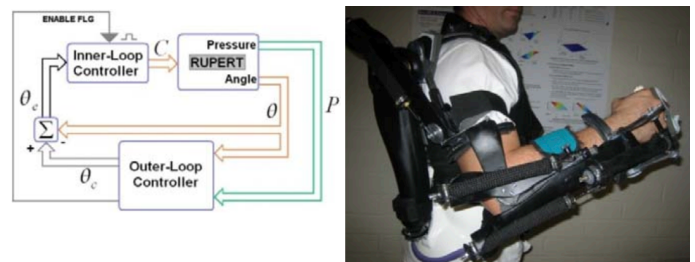 ENABLE FLG
Inner-Loop
Controller
C
Pressure
RUPERT
Angle
θe
θ
P
Σ
+
-
θc
Outer-Loop
Controller